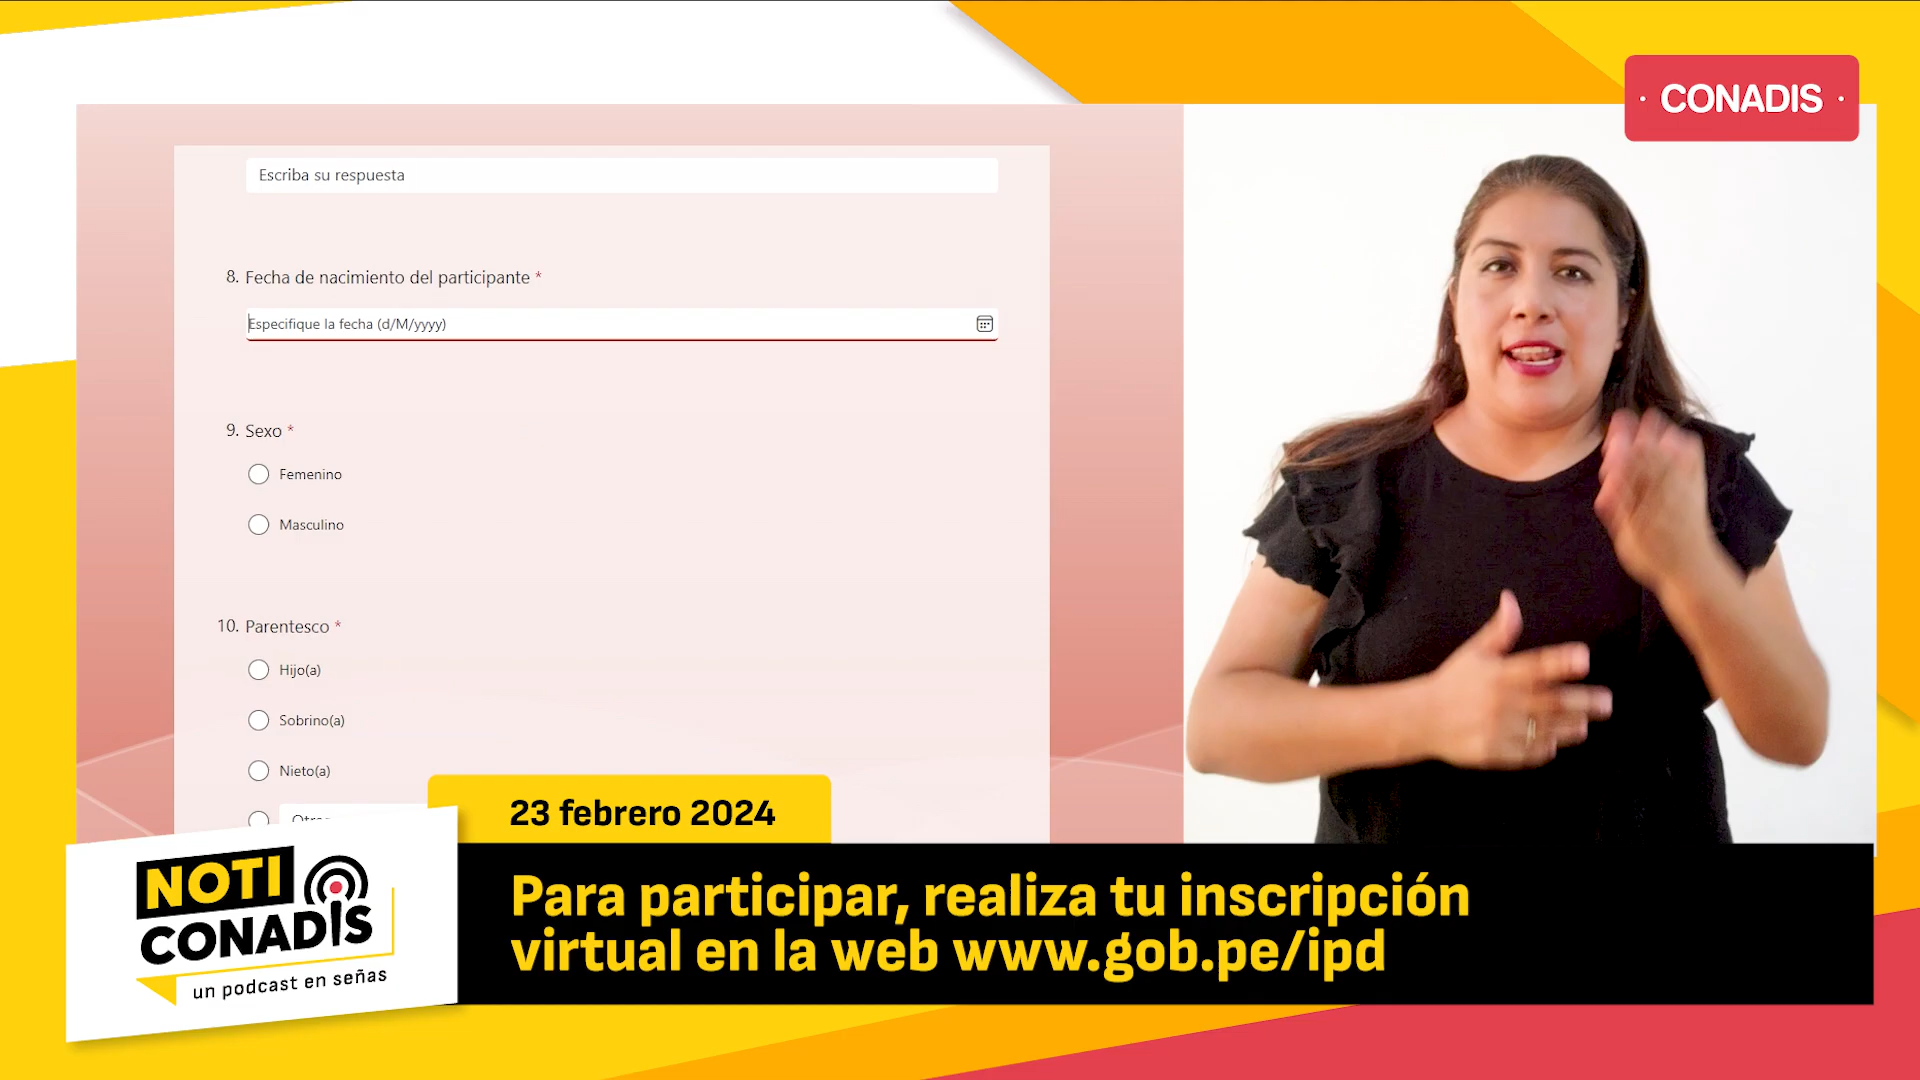 · CONADIS ·
Escriba su respuesta
8. Fecha de nacimiento del participante *
Especifique la fecha (d/M/yyyy)
9. Sexo *
Femenino
Masculino
10. Parentesco *
Hijo(a)
Sobrino(a)
Nieto(a)
23 febrero 2024
NOTI
CONADIS
un podcast en señas
Para participar, realiza tu inscripción
virtual en la web www.gob.pe/ipd